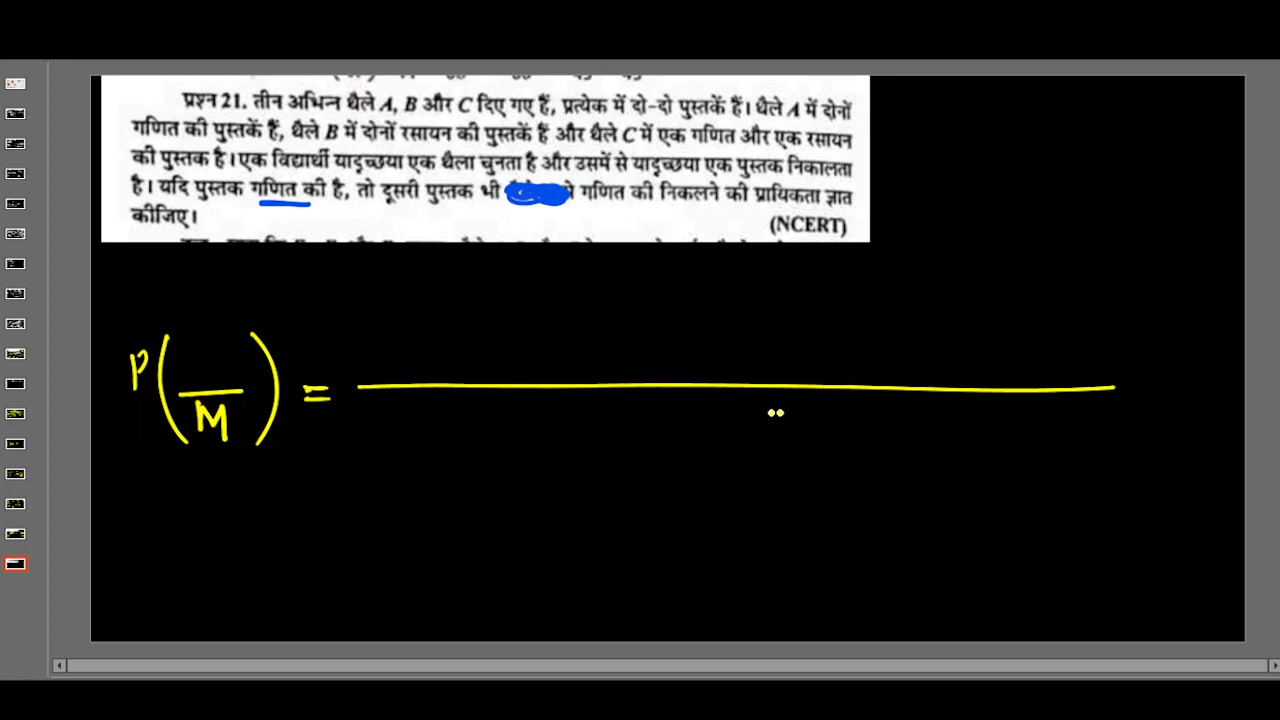 प्रश्न 21. तीन अभिन्न थैले A, B और C दिए गए हैं, प्रत्येक में दो-दो पुस्तकें हैं। थैले A में दोनों
गणित की पुस्तकें हैं, थैले B में दोनों रसायन की पुस्तकें हैं और थैले C में एक गणित और एक रसायन
की पुस्तक है। एक विद्यार्थी यादृच्छया एक थैला चुनता है और उसमें से यादृच्छया एक पुस्तक निकालता
है। यदि पुस्तक गणित की है, तो दूसरी पुस्तक भी गणित की निकलने की प्रायिकता ज्ञात
कीजिए।
(NCERT)
P( /M) =